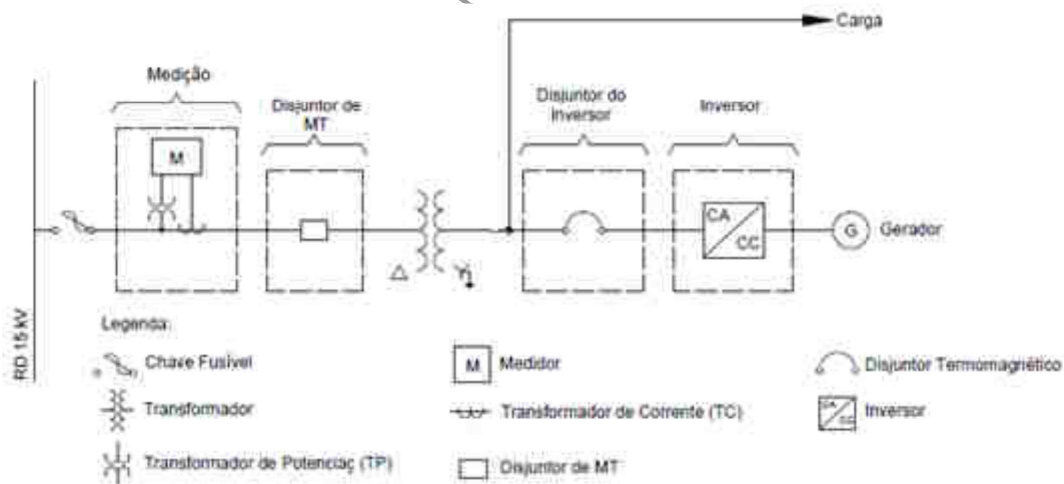 Carga
Medição
Disjuntor de
MT
Disjuntor do
Inversor
Inversor
M
CA
CC
G
Gerador
RD 15 kV
Legenda:
Chave Fusível
M
Medidor
Disjuntor Termomagnético
Transformador
Transformador de Corrente (TC)
CA
CC
Inversor
Transformador de Potenciaç (TP)
Disjuntor de MT